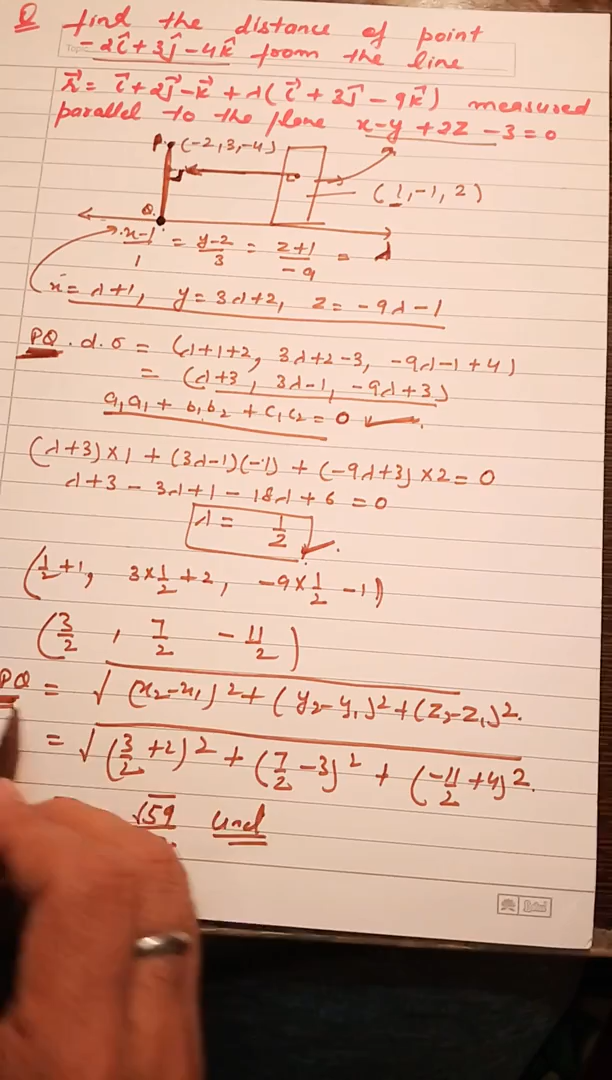 Q find the distance of point
-2î+3ĵ-4k̂ from the line
r⃗ = i⃗+2j⃗-k⃗+λ(i⃗+3j⃗-9k⃗) measured
parallel to the plane x-y+2z-3=0
P (-2,3,-4)
(1,-1,2)
Q
x-1/1 = y-2/3 = z+1/-9 = λ
x=λ+1, y=3λ+2, z=-9λ-1
PQ. d.r = (λ+1+2, 3λ+2-3, -9λ-1+4)
= (λ+3, 3λ-1, -9λ+3)
a₁a₁+b₁b₂+c₁c₂=0
(λ+3)×1+(3λ-1)(-1)+(-9λ+3)×2=0
λ+3-3λ+1-18λ+6=0
λ= 1/2
(1/2+1, 3×1/2+2, -9×1/2-1)
(3/2, 7/2 -11/2)
PQ = √(x₂-x₁)²+(y₂-y₁)²+(z₂-z₁)².
= √(3/2+2)²+(7/2-3)²+(-11/2+4)².
√59